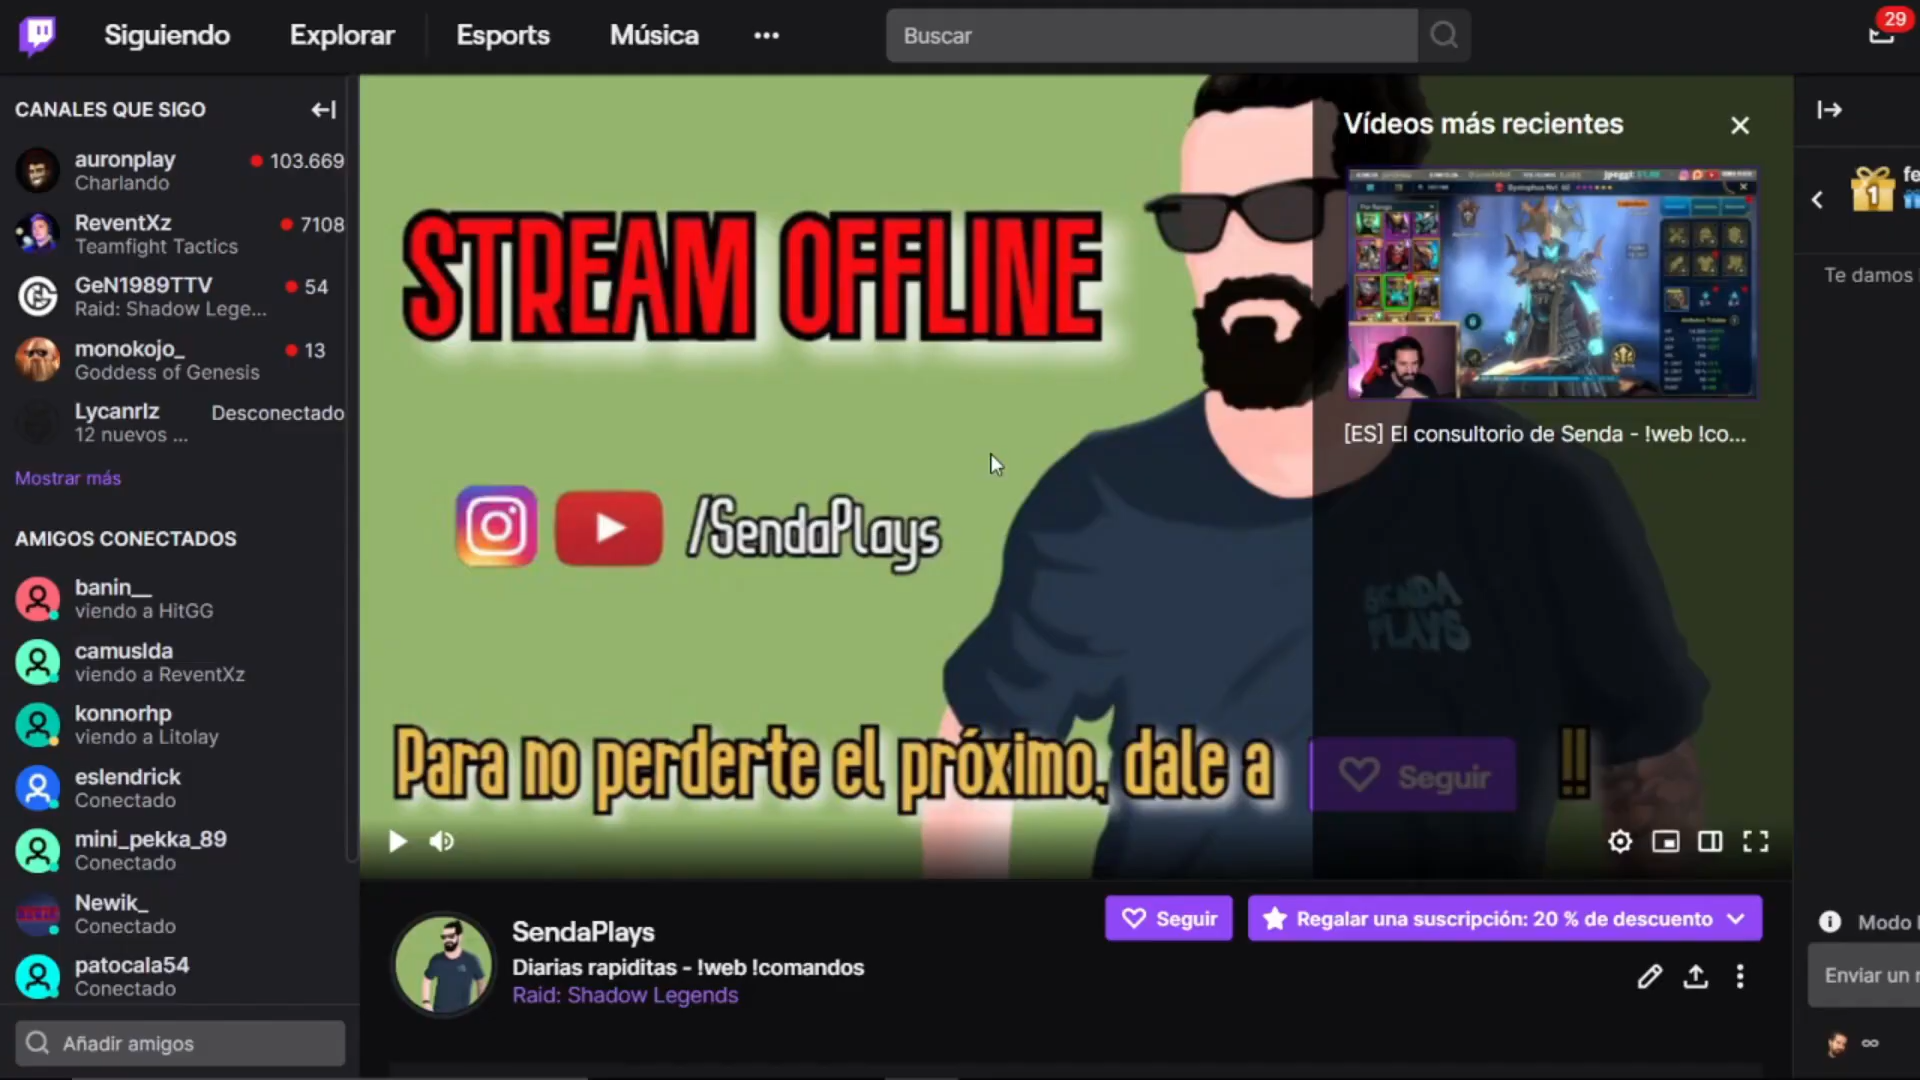 Siguiendo
Explorar
Esports
Música
Buscar
29
CANALES QUE SIGO
auronplay
103.669
Charlando
ReventXz
7108
Teamfight Tactics
GeN1989TTV
54
Raid: Shadow Lege...
monokojo_
13
Goddess of Genesis
Lycanrlz
Desconectado
12 nuevos ...
Mostrar más
AMIGOS CONECTADOS
banin__
viendo a HitGG
camuslda
viendo a ReventXz
konnorhp
viendo a Litolay
eslendrick
Conectado
mini_pekka_89
Conectado
Newik_
Conectado
patocala54
Conectado
Añadir amigos
STREAM OFFLINE
/SendaPlays
SENDA
PLAYS
Para no perderte el próximo, dale a
Seguir
!!
Vídeos más recientes
[ES] El consultorio de Senda - !web !co...
SendaPlays
Diarias rapiditas - !web !comandos
Raid: Shadow Legends
Seguir
Regalar una suscripción: 20 % de descuento
1
fe
Te damos
Modo
Enviar un